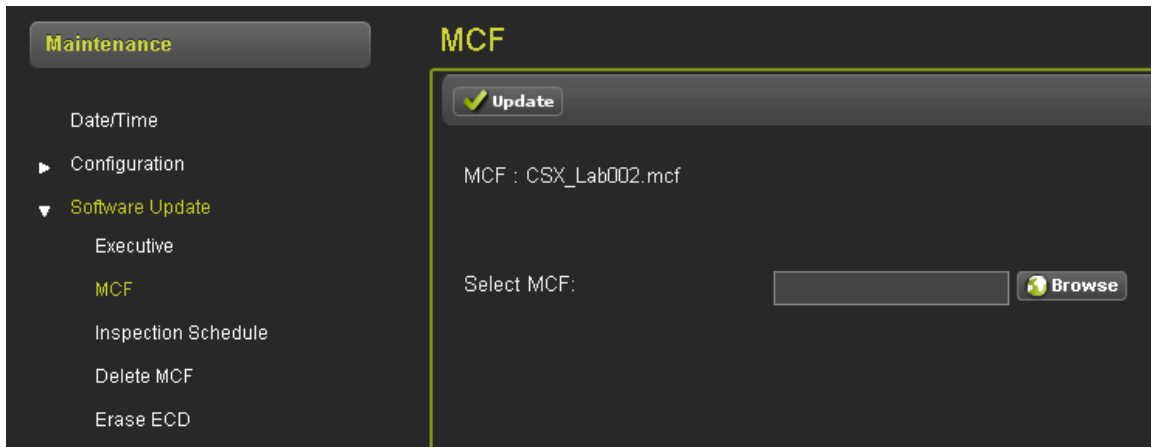 Maintenance
Date/Time
Configuration
Software Update
Executive
MCF
Inspection Schedule
Delete MCF
Erase ECD
MCF
Update
MCF : CSX_Lab002.mcf
Select MCF:
Browse